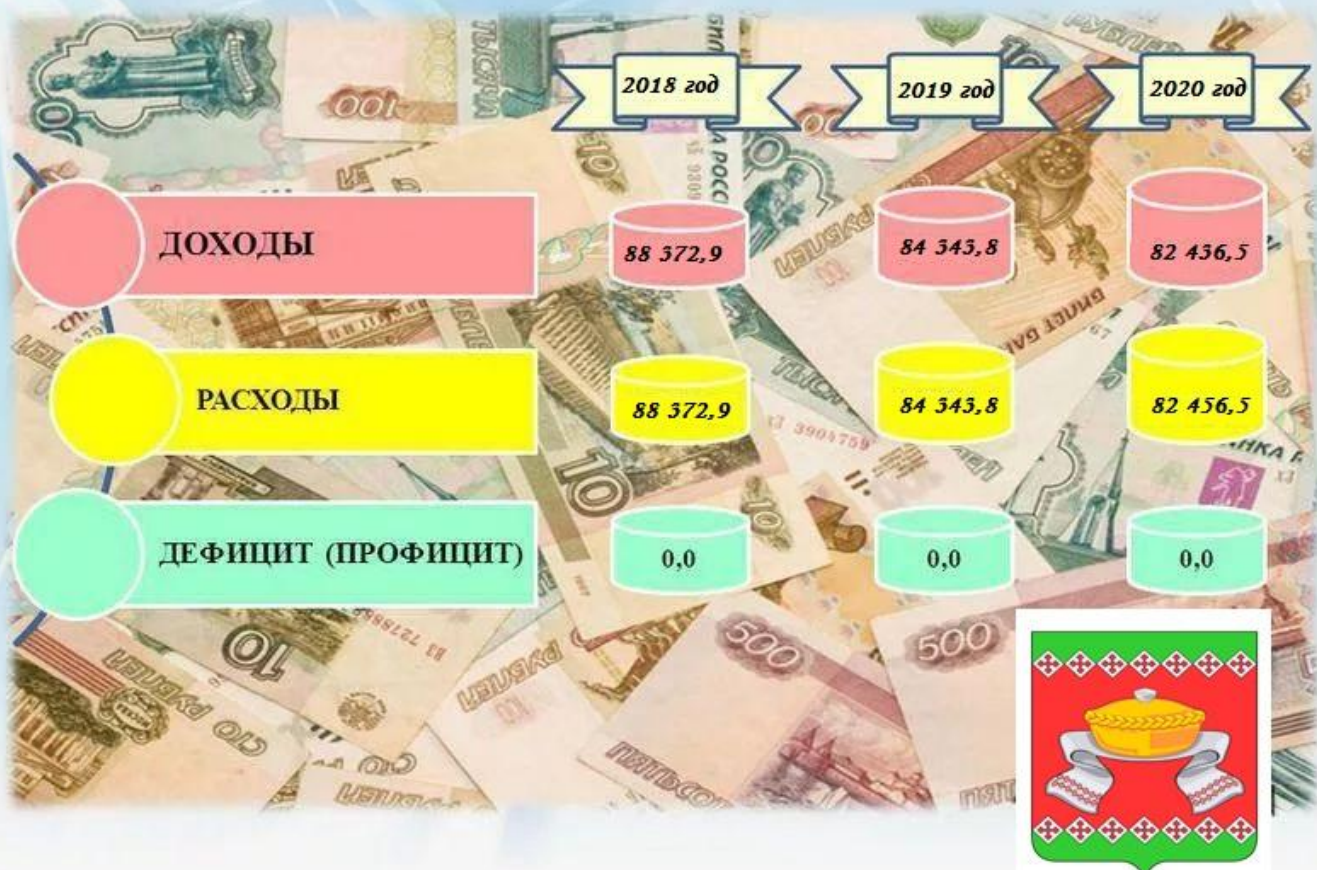 2018 год
2019 год
2020 год
ДОХОДЫ
88 372,9
84 343,8
82 436,5
РАСХОДЫ
88 372,9
84 343,8
82 456,5
ДЕФИЦИТ (ПРОФИЦИТ)
0,0
0,0
0,0